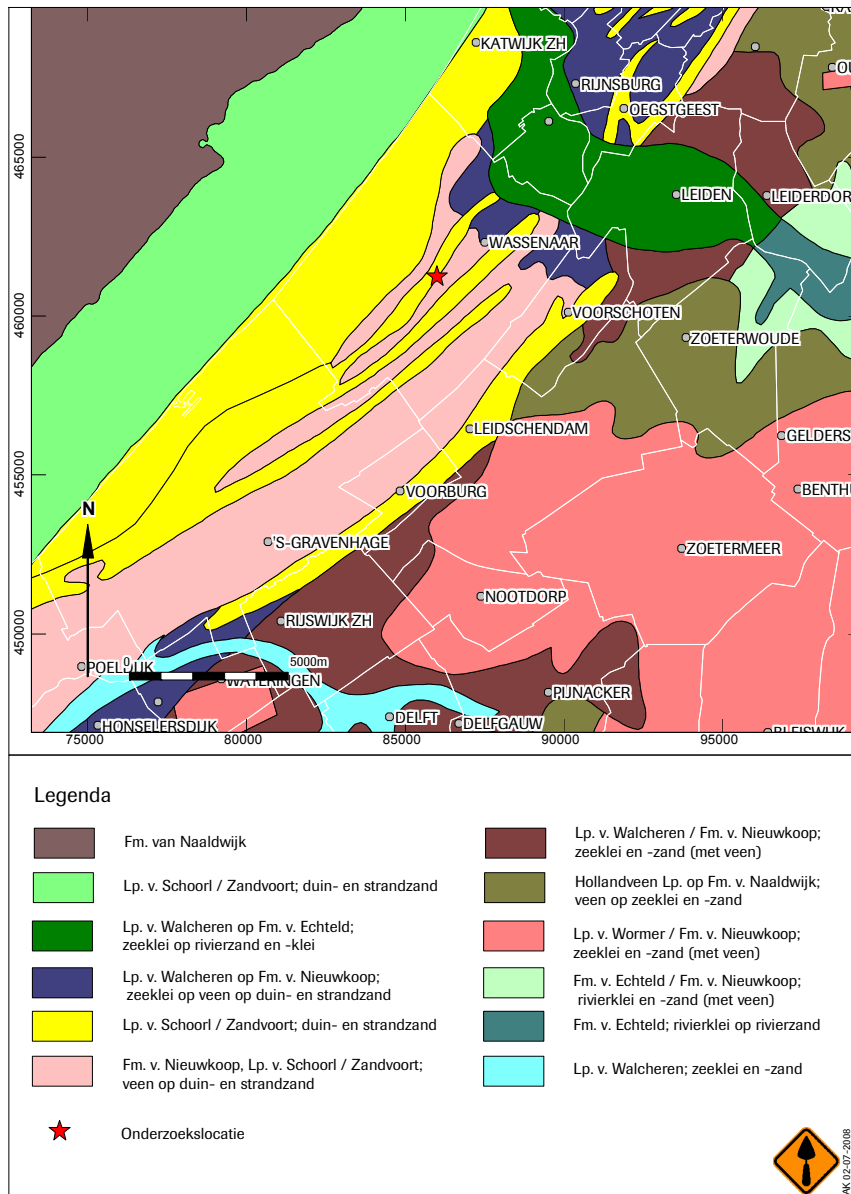 KATWIJK ZH
RIJNSBURG
OEGSTGEEST
465000
LEIDEN
LEIDERDOR
WASSENAAR
460000
VOORSCHOTEN
ZOETERWOUDE
LEIDSCHENDAM
GELDERS
455000
VOORBURG
BENTHU
N
'S-GRAVENHAGE
ZOETERMEER
NOOTDORP
450000
RIJSWIJK ZH
POELDIJK
0
5000m
WATERINGEN
PIJNACKER
DELFT
DELFGAUW
HONSELERSDIJK
BLEISWIJK
75000
80000
85000
90000
95000
Legenda
Fm. van Naaldwijk
Lp. v. Schoorl / Zandvoort; duin- en strandzand
Lp. v. Walcheren op Fm. v. Echteld;
zeeklei op rivierzand en -klei
Lp. v. Walcheren op Fm. v. Nieuwkoop;
zeeklei op veen op duin- en strandzand
Lp. v. Schoorl / Zandvoort; duin- en strandzand
Fm. v. Nieuwkoop, Lp. v. Schoorl / Zandvoort;
veen op duin- en strandzand
Onderzoekslocatie
Lp. v. Walcheren / Fm. v. Nieuwkoop;
zeeklei en -zand (met veen)
Hollandveen Lp. op Fm. v. Naaldwijk;
veen op zeeklei en -zand
Lp. v. Wormer / Fm. v. Nieuwkoop;
zeeklei en -zand (met veen)
Fm. v. Echteld / Fm. v. Nieuwkoop;
rivierklei en -zand (met veen)
Fm. v. Echteld; rivierklei op rivierzand
Lp. v. Walcheren; zeeklei en -zand
AK 02-07-2008